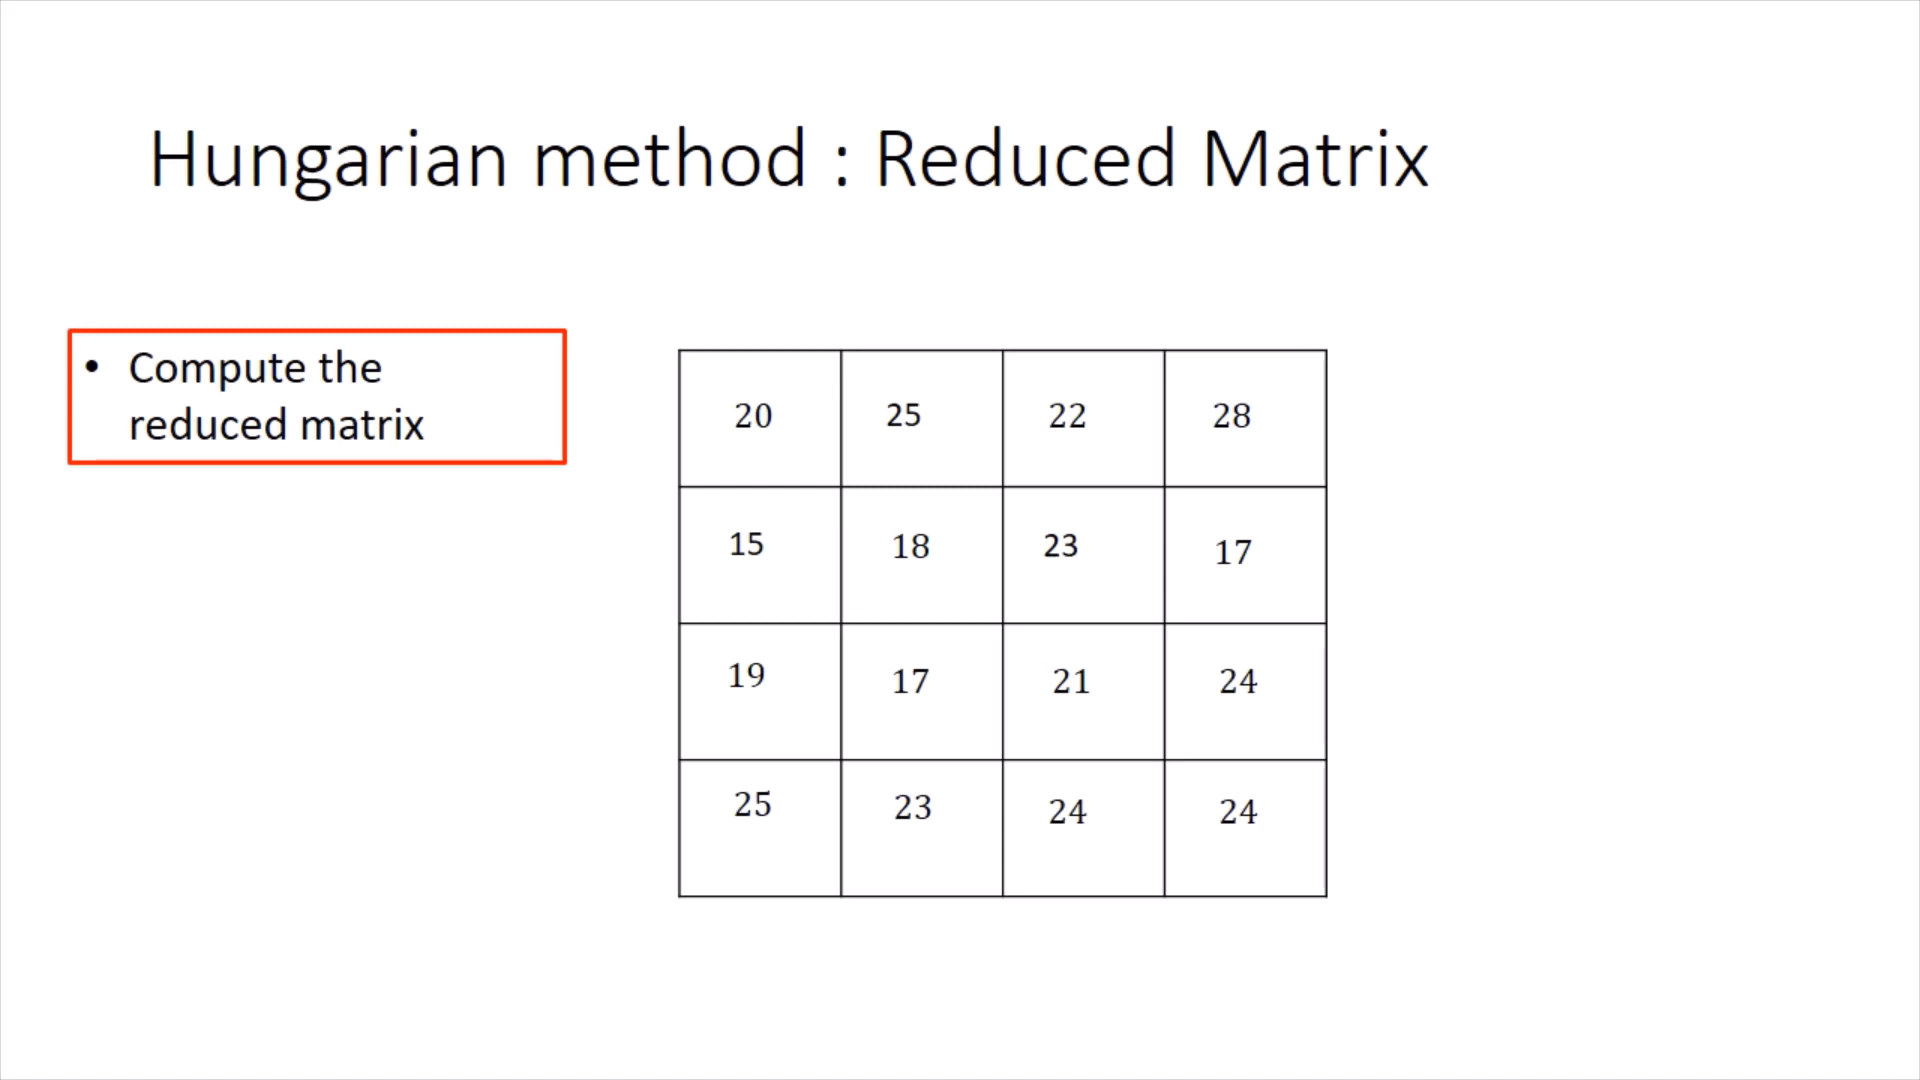 Hungarian method : Reduced Matrix
• Compute the
reduced matrix
20 25 22 28
15 18 23 17
19 17 21 24
25 23 24 24